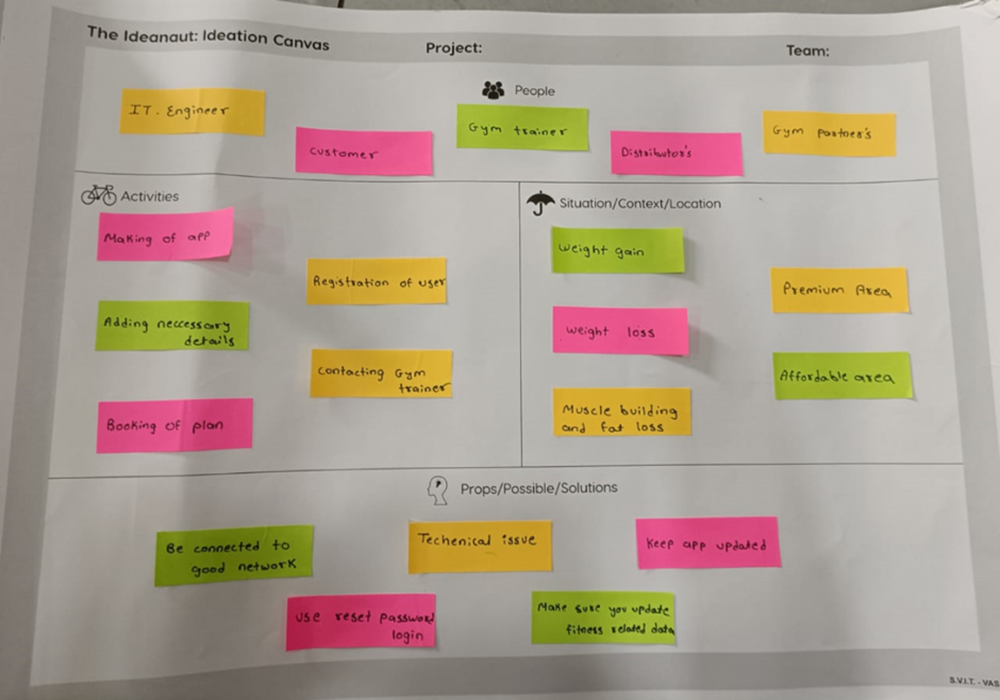 The Ideanaut: Ideation Canvas
Project:
Team:
People
IT. Engineer
Customer
Gym trainer
Distributor's
Gym partner's
Activities
Making of app
Registration of user
Adding neccessary
details
Contacting Gym
trainer
Booking of plan
Situation/Context/Location
Weight gain
Premium Area
Weight loss
Affordable area
Muscle building
and fat loss
Props/Possible/Solutions
Be connected to
good network
Techenical issue
Keep app updated
Use reset password
login
Make sure you update
fitness related data
S.V.I.T. - VAS